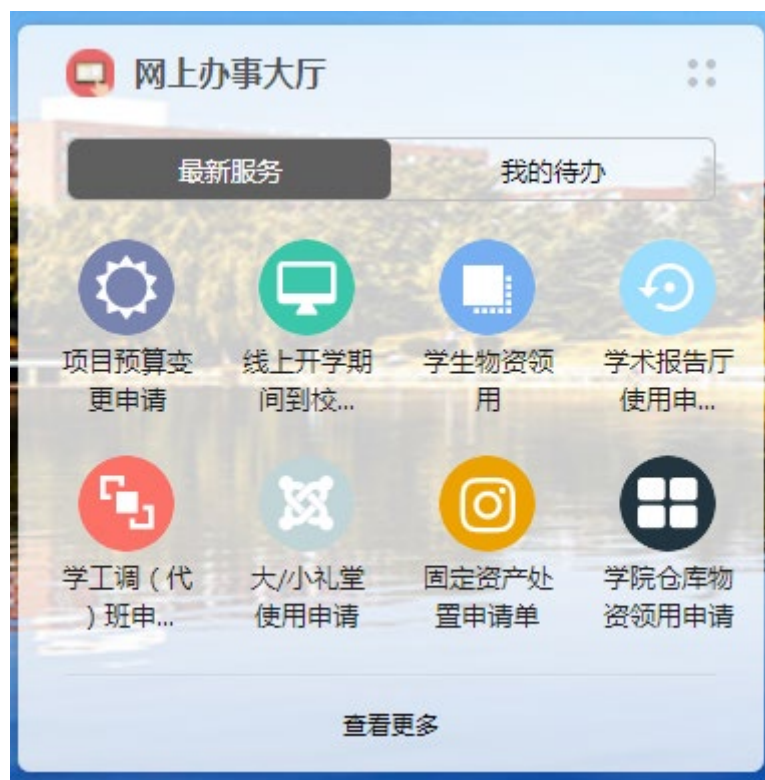 网上办事大厅
最新服务
我的待办
项目预算变
更申请
线上开学期
间到校...
学生物资领
用
学术报告厅
使用申...
学工调（代
）班申...
大/小礼堂
使用申请
固定资产处
置申请单
学院仓库物
资领用申请
查看更多